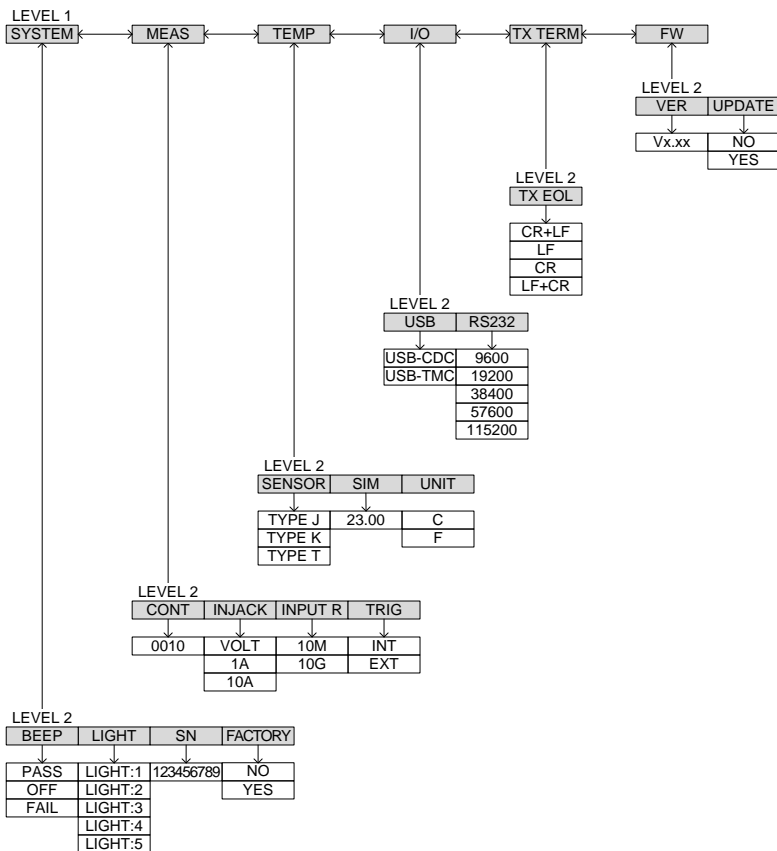 LEVEL 1
SYSTEM MEAS TEMP I/O TX TERM FW
LEVEL 2
VER UPDATE
Vx.xx NO
YES
LEVEL 2
TX EOL
CR+LF
LF
CR
LF+CR
LEVEL 2
USB RS232
USB-CDC 9600
USB-TMC 19200
38400
57600
115200
LEVEL 2
SENSOR SIM UNIT
TYPE J 23.00 C
TYPE K F
TYPE T
LEVEL 2
CONT INJACK INPUT R TRIG
0010 VOLT 10M INT
1A 10G EXT
10A
LEVEL 2
BEEP LIGHT SN FACTORY
PASS LIGHT:1 123456789 NO
OFF LIGHT:2 YES
FAIL LIGHT:3
LIGHT:4
LIGHT:5